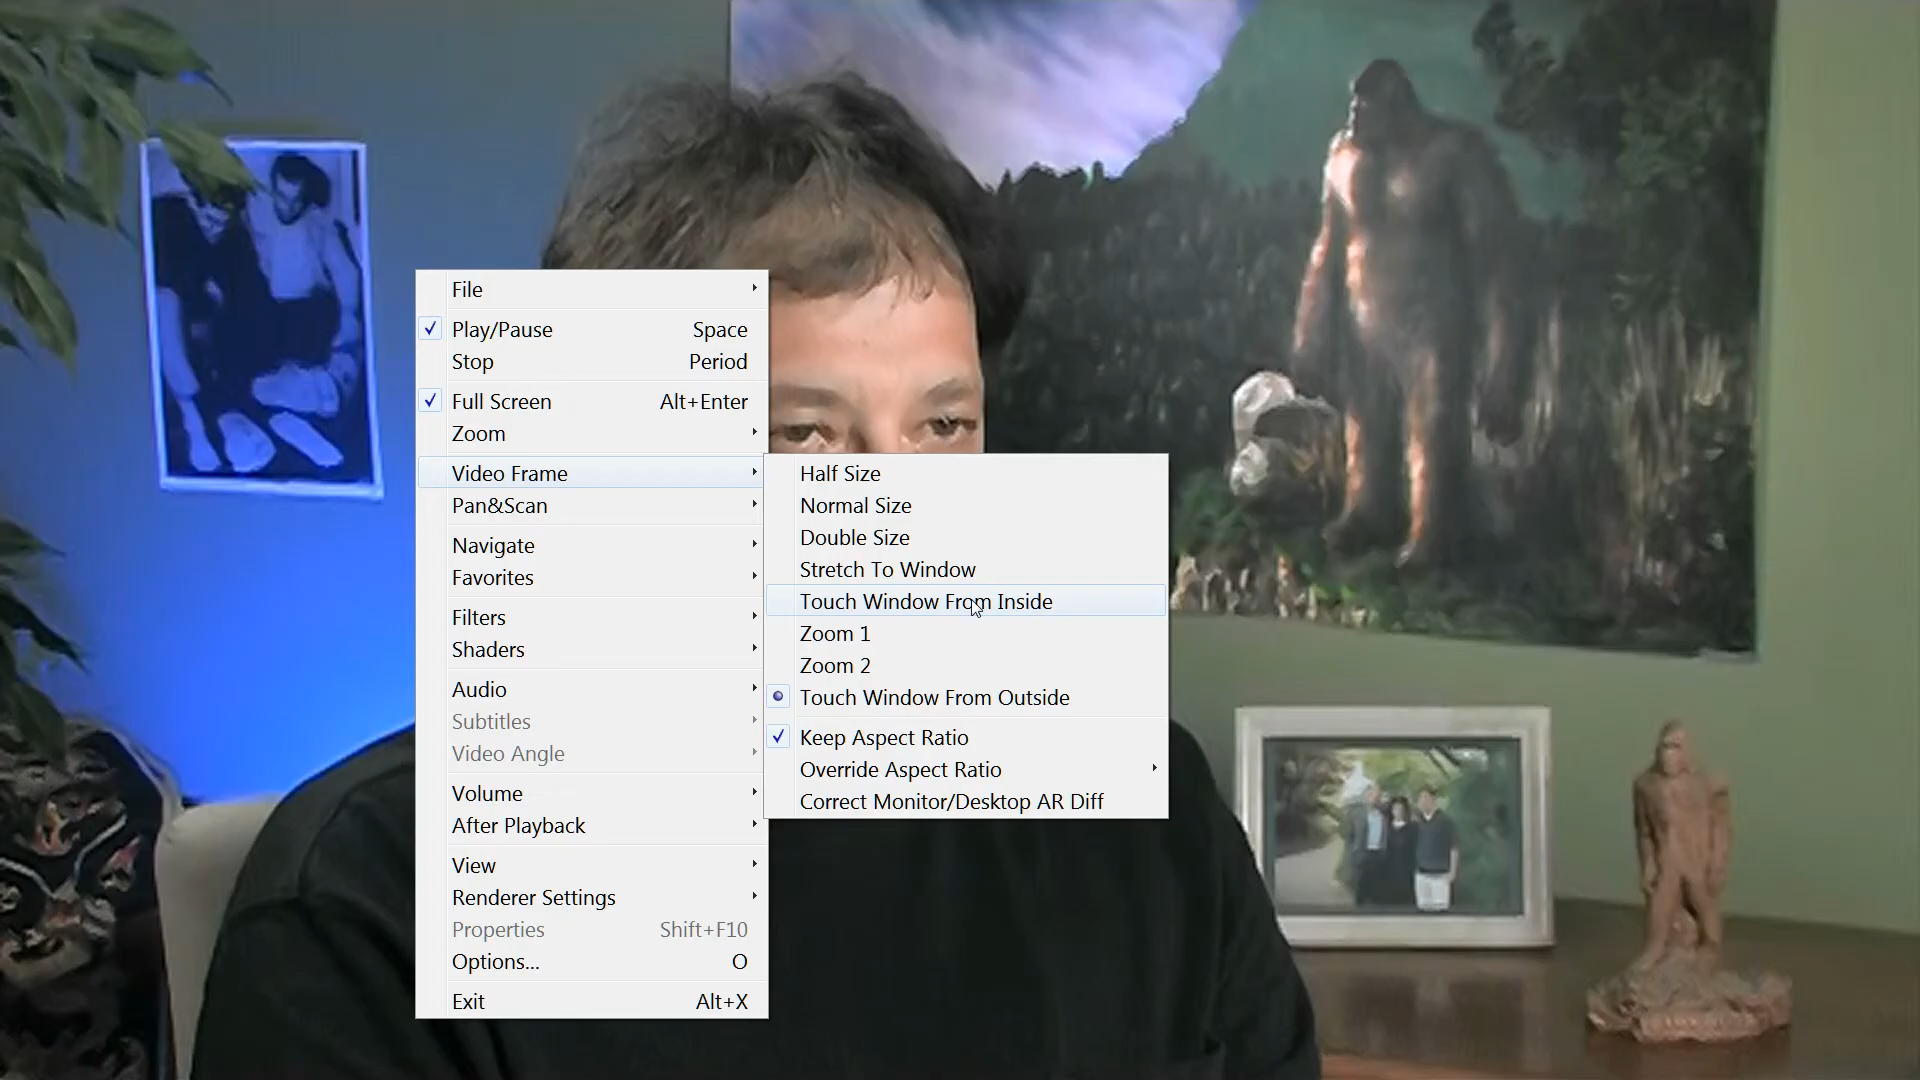 File
Play/Pause Space
Stop Period
Full Screen Alt+Enter
Zoom
Video Frame
Pan&Scan
Navigate
Favorites
Filters
Shaders
Audio
Subtitles
Video Angle
Volume
After Playback
View
Renderer Settings
Properties Shift+F10
Options... O
Exit Alt+X
Half Size
Normal Size
Double Size
Stretch To Window
Touch Window From Inside
Zoom 1
Zoom 2
Touch Window From Outside
Keep Aspect Ratio
Override Aspect Ratio
Correct Monitor/Desktop AR Diff